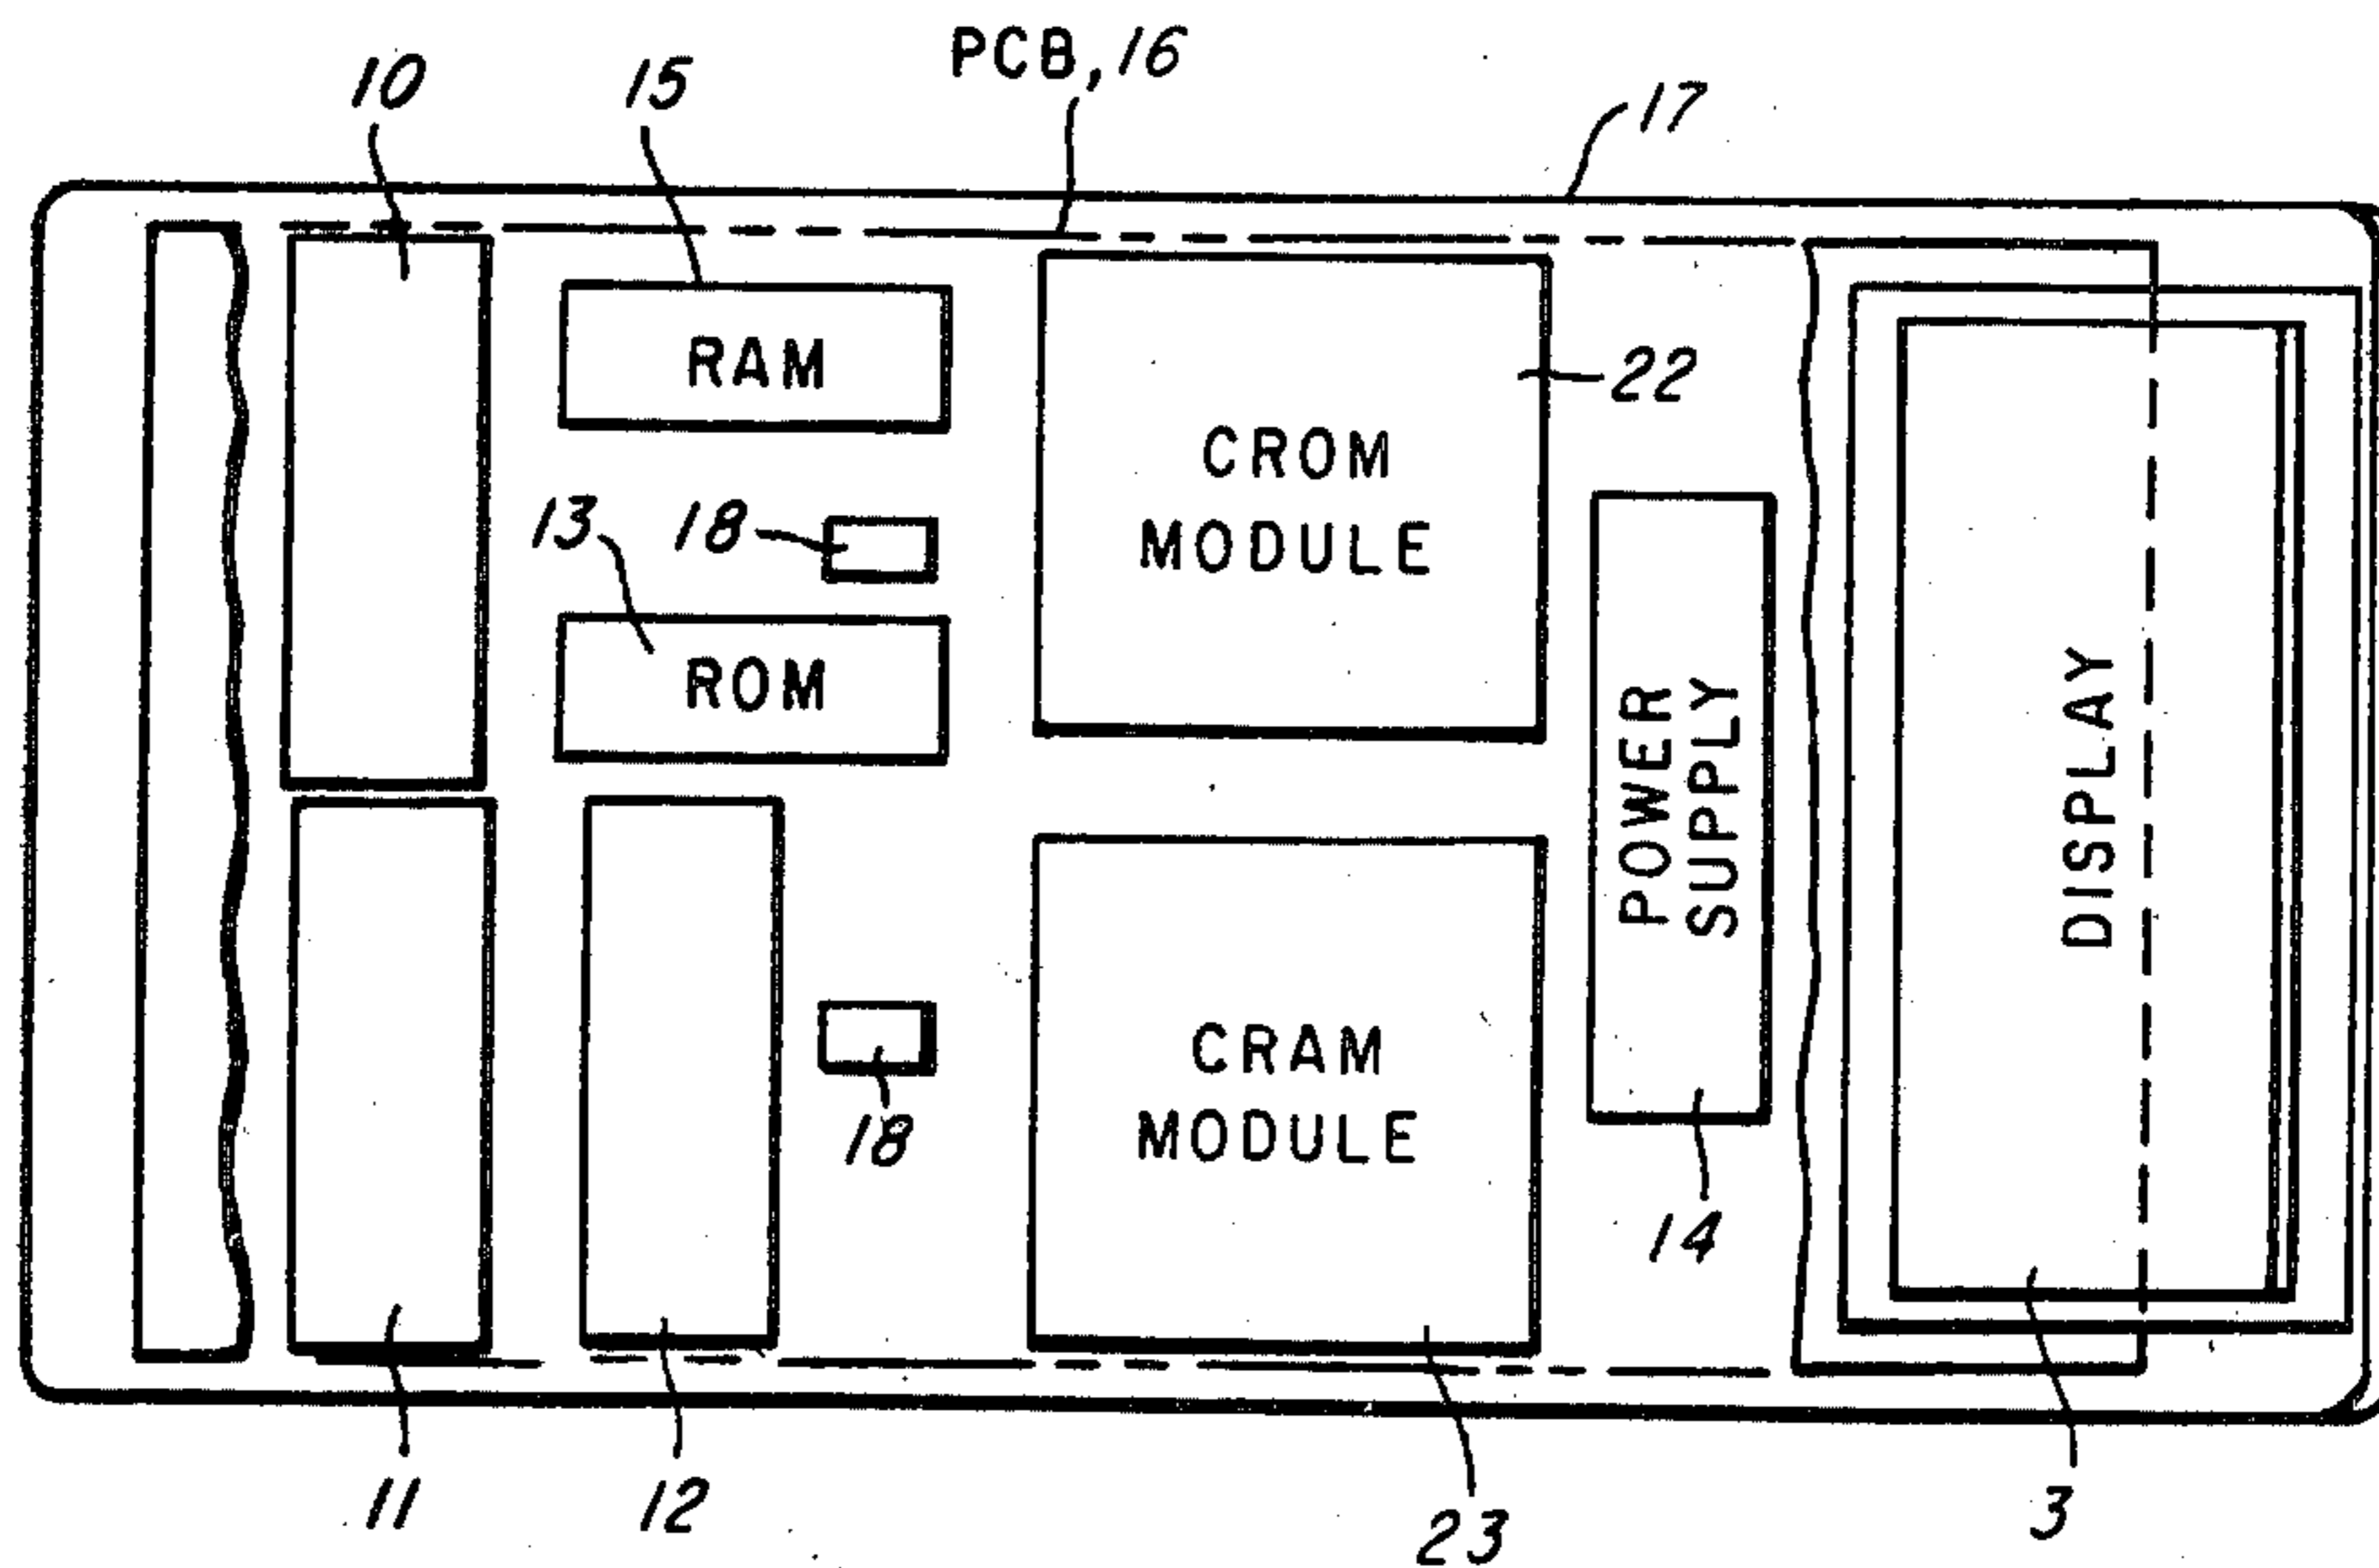 PCB, 16
10
15
17
RAM
22
CROM
MODULE
13
18
ROM
POWER
SUPPLY
DISPLAY
CRAM
MODULE
18
14
11
12
23
3